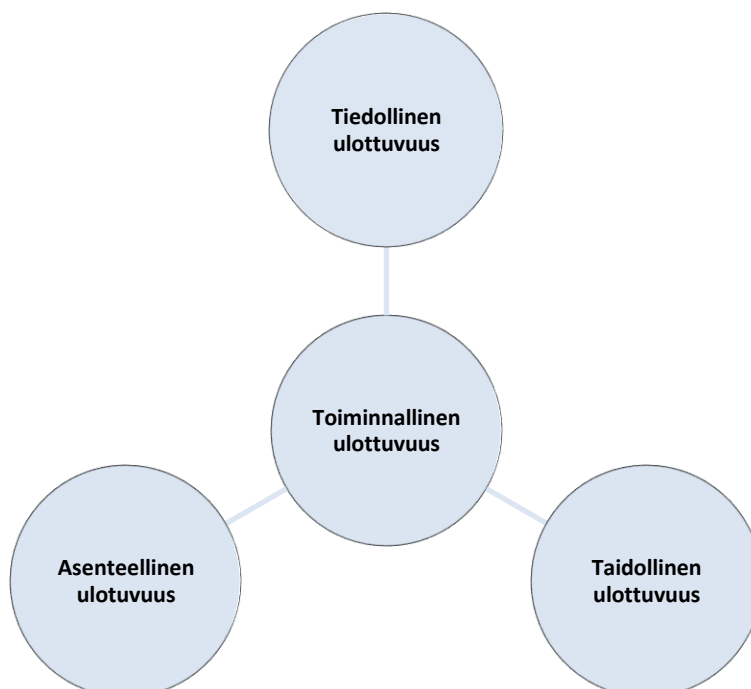 Tiedollinen
ulottuvuus
Toiminnallinen
ulottuvuus
Asenteellinen
ulotuvuus
Taidollinen
ulottuvuus